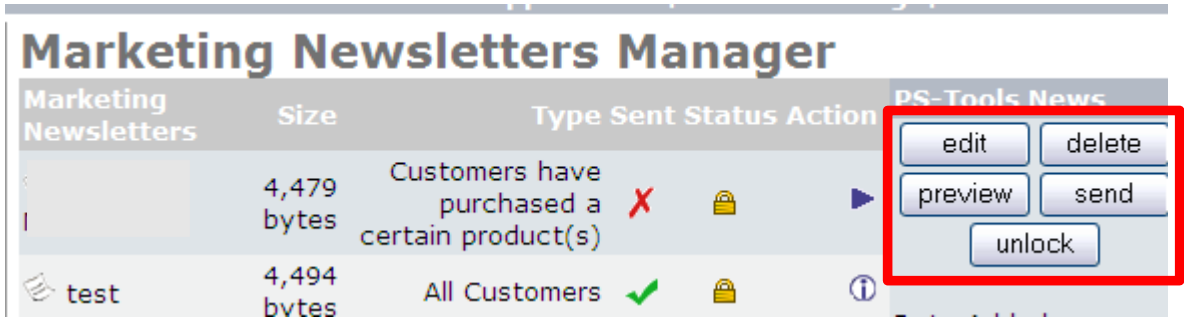 Marketing Newsletters Manager
Marketing
Newsletters
Size
Type
Sent
Status
Action
PS-Tools News
edit
delete
preview
send
unlock
4,479
bytes
Customers have
purchased a
certain product(s)
test
4,494
bytes
All Customers